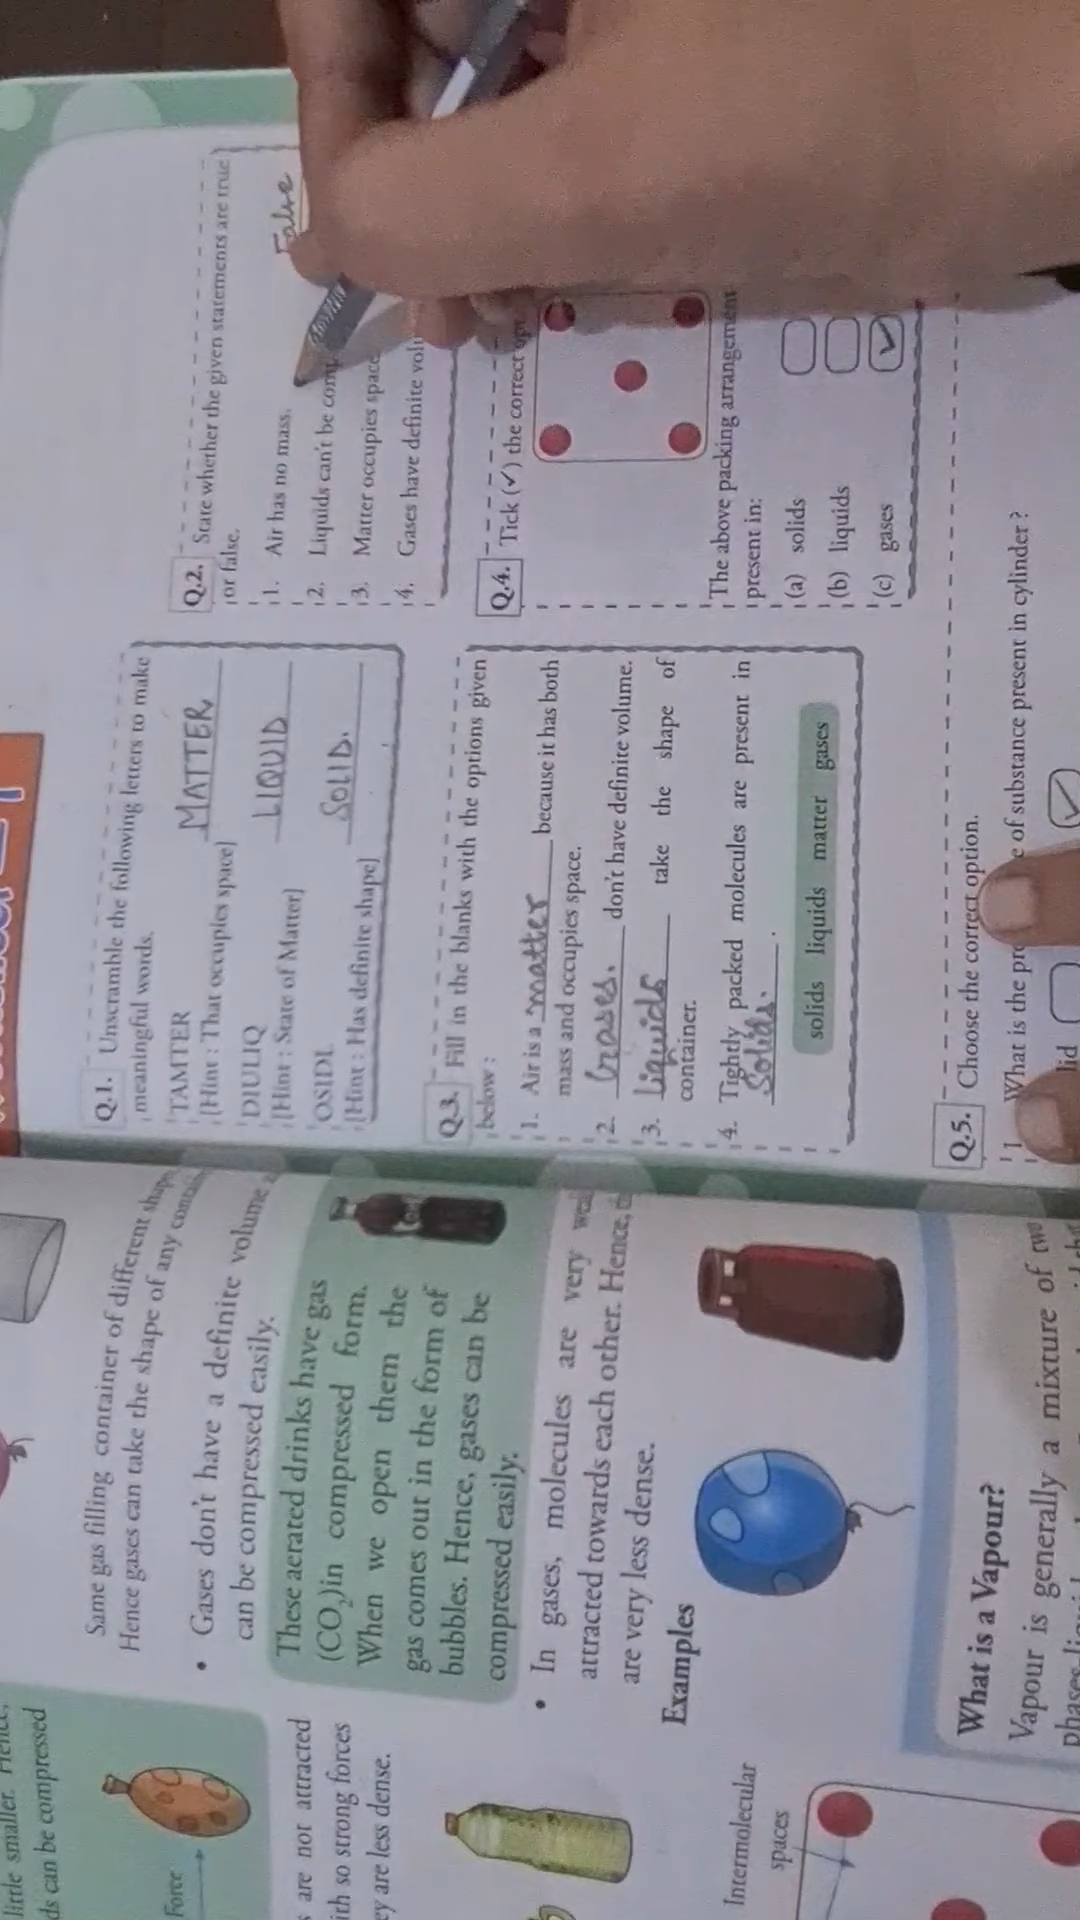 little smaller. Hence,
ds can be compressed
Force
are not attracted
ith so strong forces
ey are less dense.
Intermolecular
spaces
Same gas filling container of different shape
Hence gases can take the shape of any
• Gases don't have a definite volume
can be compressed easily.
These aerated drinks have gas
(CO₂)in compressed form.
When we open them the
gas comes out in the form of
bubbles. Hence, gases can be
compressed easily.
• In gases, molecules are very
attracted towards each other. Hence,
are very less dense.
Examples
What is a Vapour?
Vapour is generally a mixture of two
Q.1. Unscramble the following letters to make
meaningful words.
TAMTER MATTER
[Hint : That occupies space]
DIULIQ LIQUID
[Hint : State of Matter]
OSIDL SOLID.
[Hint : Has definite shape]
Q.2. State whether the given statements are true
or false.
1. Air has no mass. False
2. Liquids can't be
3. Matter occupies
4. Gases have definite
Q.3. Fill in the blanks with the options given
below :
1. Air is a matter because it has both
mass and occupies space.
2. Gases. don't have definite volume.
3. liquids take the shape of
container.
4. Tightly packed molecules are present in
Solids. .
solids liquids matter gases
Q.4. Tick (✓) the correct
The above packing arrangement
present in:
(a) solids
(b) liquids
(c) gases ✓
Q.5. Choose the correct option.
1 What is the of substance present in cylinder ?
✓